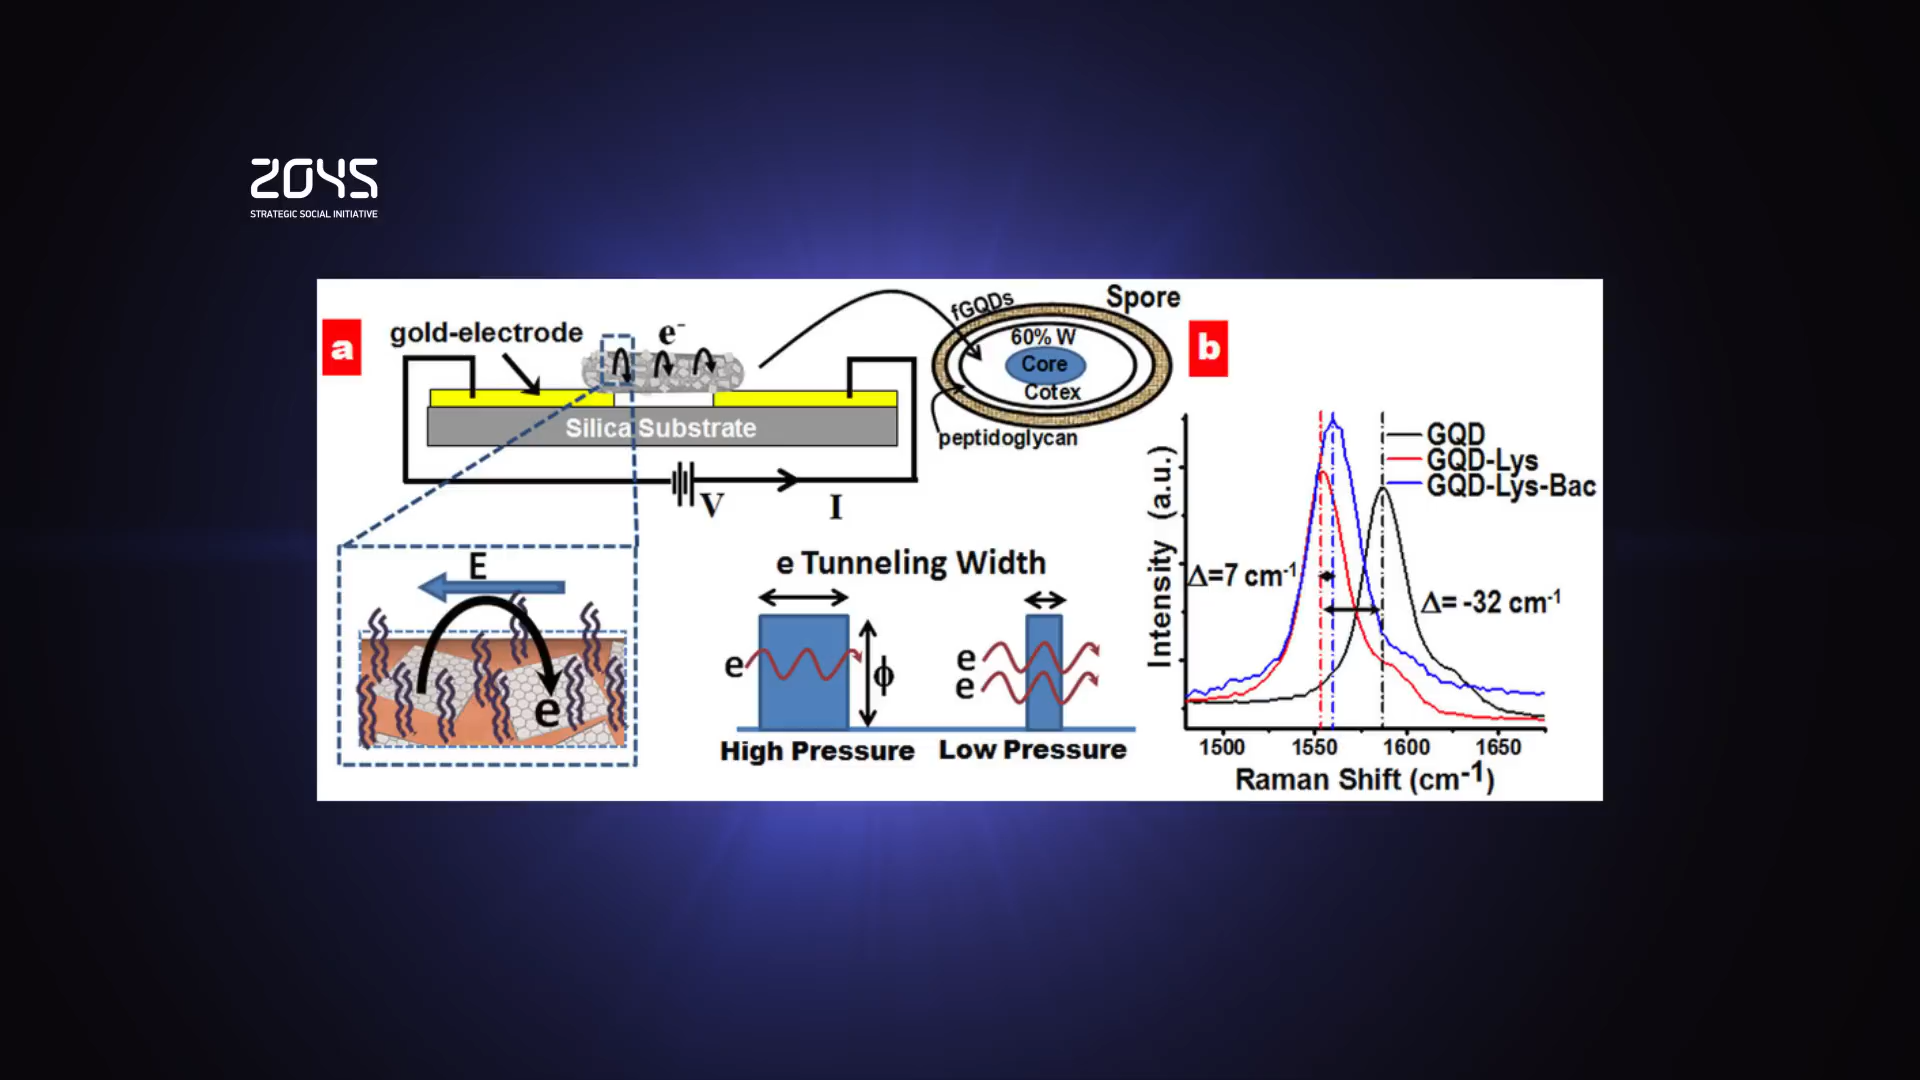 2045
STRATEGIC SOCIAL INITIATIVE
a
gold-electrode
e-
Silica Substrate
V
I
fGQDs
Spore
60% W
Core
Cotex
peptidoglycan
E
e
e Tunneling Width
e
ϕ
e
e
High Pressure
Low Pressure
b
GQD
GQD-Lys
GQD-Lys-Bac
Δ=7 cm-1
Δ= -32 cm-1
Intensity (a.u.)
1500 1550 1600 1650
Raman Shift (cm-1)